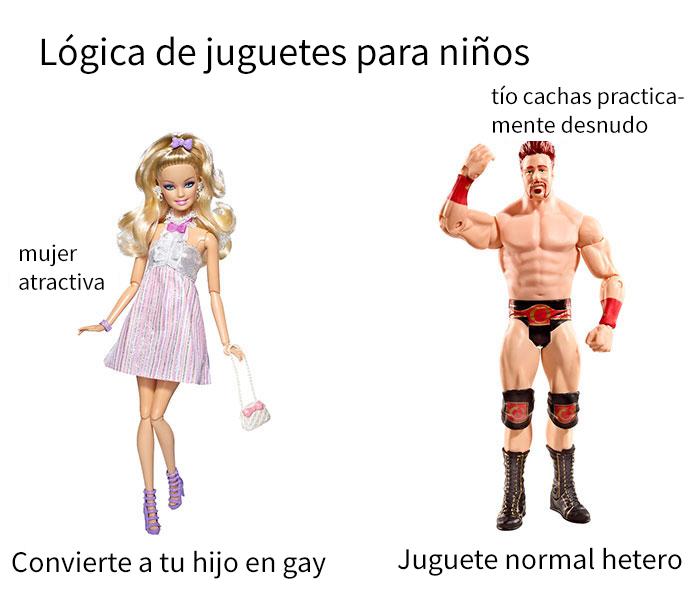 Lógica de juguetes para niños
tío cachas practica-
mente desnudo
mujer
atractiva
Convierte a tu hijo en gay
Juguete normal hetero